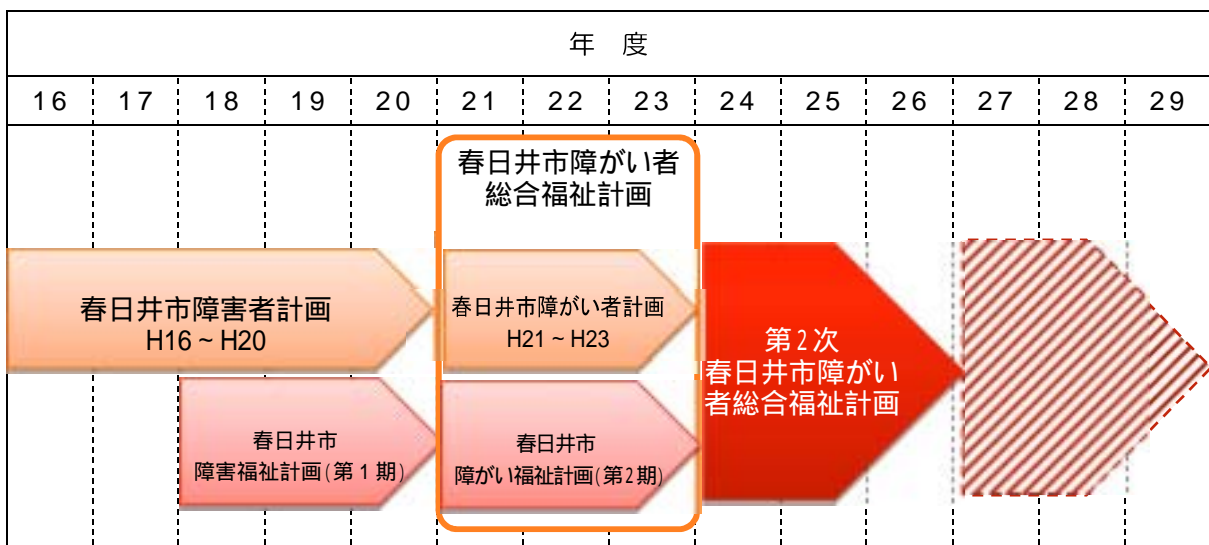 年 度
16 17 18 19 20 21 22 23 24 25 26 27 28 29
春日井市障がい者
総合福祉計画
春日井市障害者計画
H16~H20
春日井市障がい者計画
H21~H23
第2次
春日井市障がい
者総合福祉計画
春日井市
障害福祉計画(第1期)
春日井市
障がい福祉計画(第2期)